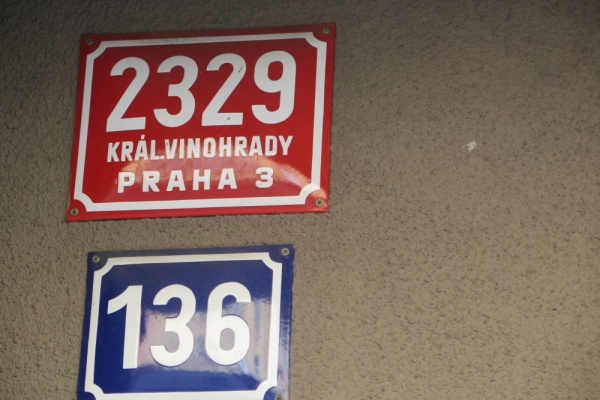 2329
KRÁL.VINOHRADY
PRAHA 3
136